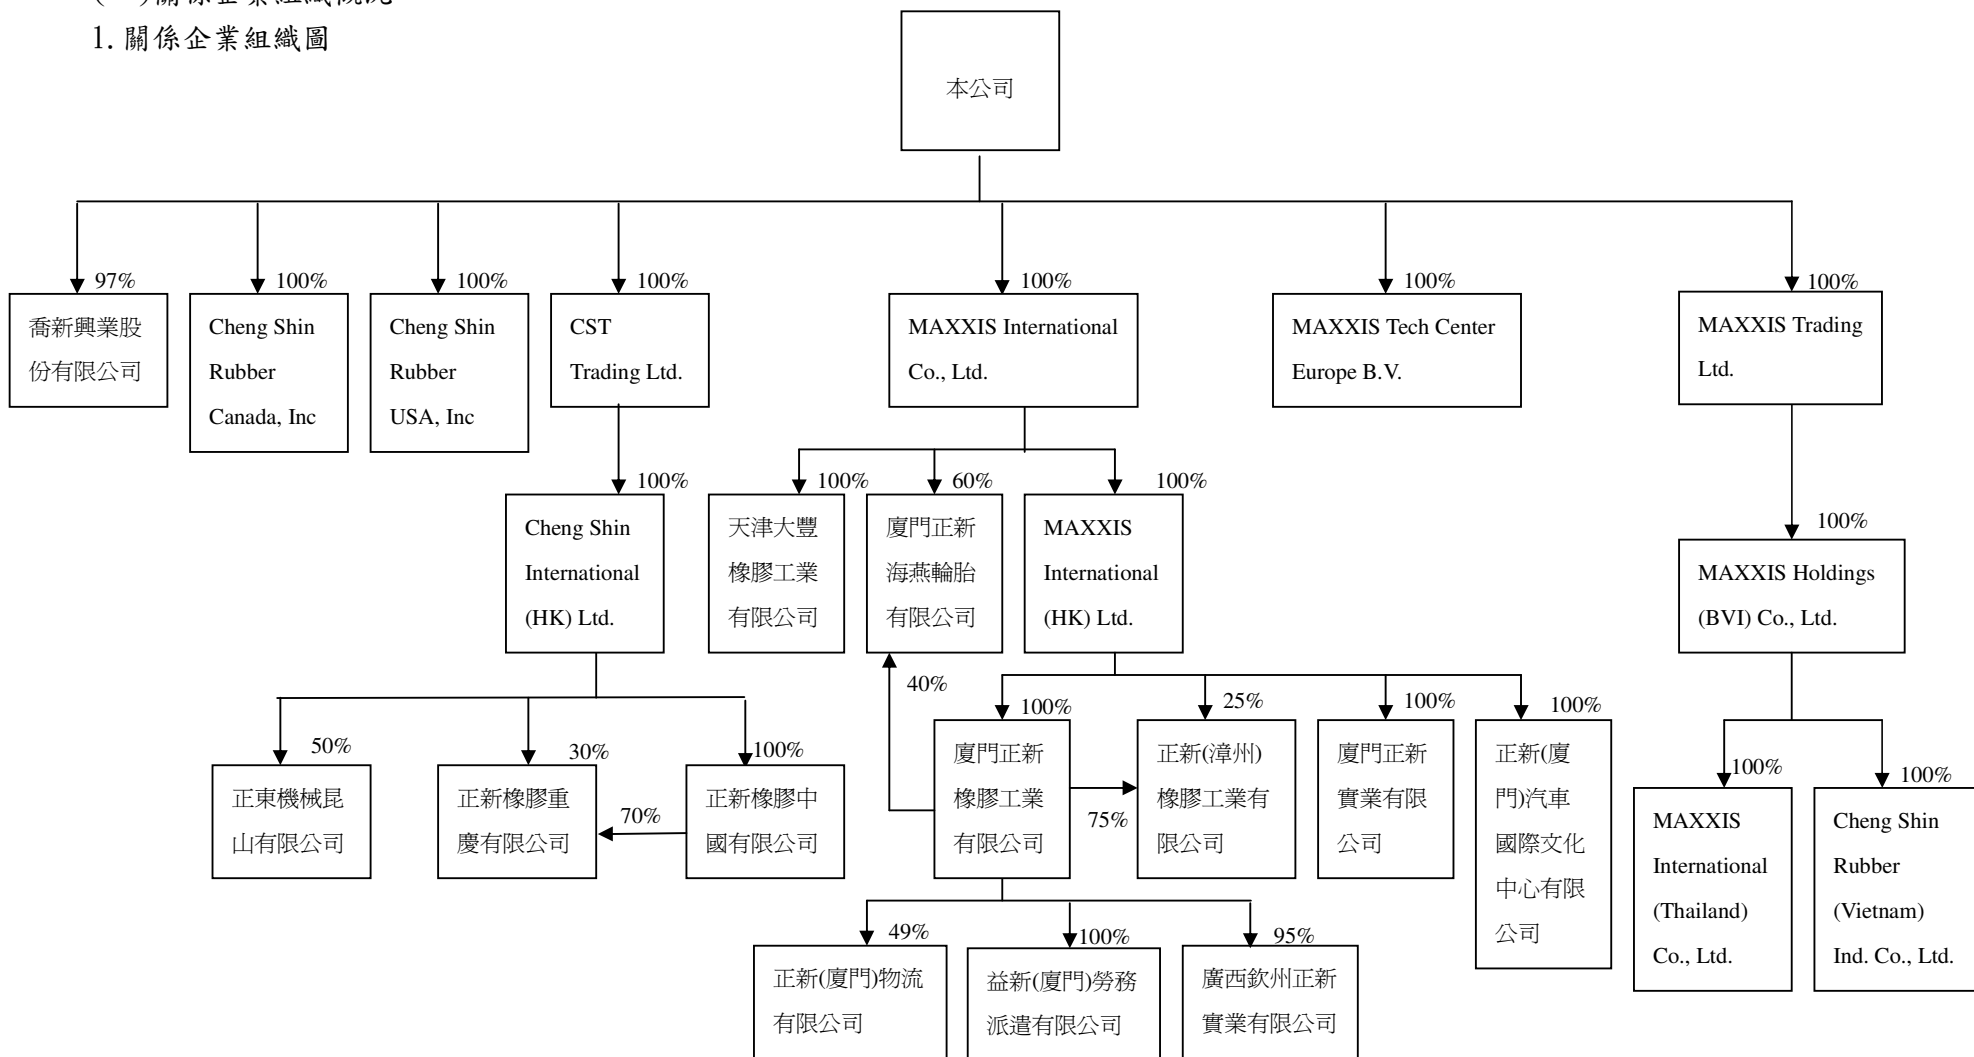 1. 關係企業組織圖
本公司
97%
100%
100%
100%
100%
100%
100%
喬新興業股
份有限公司
Cheng Shin
Rubber
Canada, Inc
Cheng Shin
Rubber
USA, Inc
CST
Trading Ltd.
MAXXIS International
Co., Ltd.
MAXXIS Tech Center
Europe B.V.
MAXXIS Trading
Ltd.
100%
100%
60%
100%
100%
Cheng Shin
International
(HK) Ltd.
天津大豐
橡膠工業
有限公司
廈門正新
海燕輪胎
有限公司
MAXXIS
International
(HK) Ltd.
MAXXIS Holdings
(BVI) Co., Ltd.
40%
50%
30%
100%
100%
25%
100%
100%
100%
100%
正東機械昆
山有限公司
正新橡膠重
慶有限公司
70%
正新橡膠中
國有限公司
廈門正新
橡膠工業
有限公司
75%
正新(漳州)
橡膠工業有
限公司
廈門正新
實業有限
公司
正新(廈
門)汽車
國際文化
中心有限
公司
MAXXIS
International
(Thailand)
Co., Ltd.
Cheng Shin
Rubber
(Vietnam)
Ind. Co., Ltd.
49%
100%
95%
正新(廈門)物流
有限公司
益新(廈門)勞務
派遣有限公司
廣西欽州正新
實業有限公司